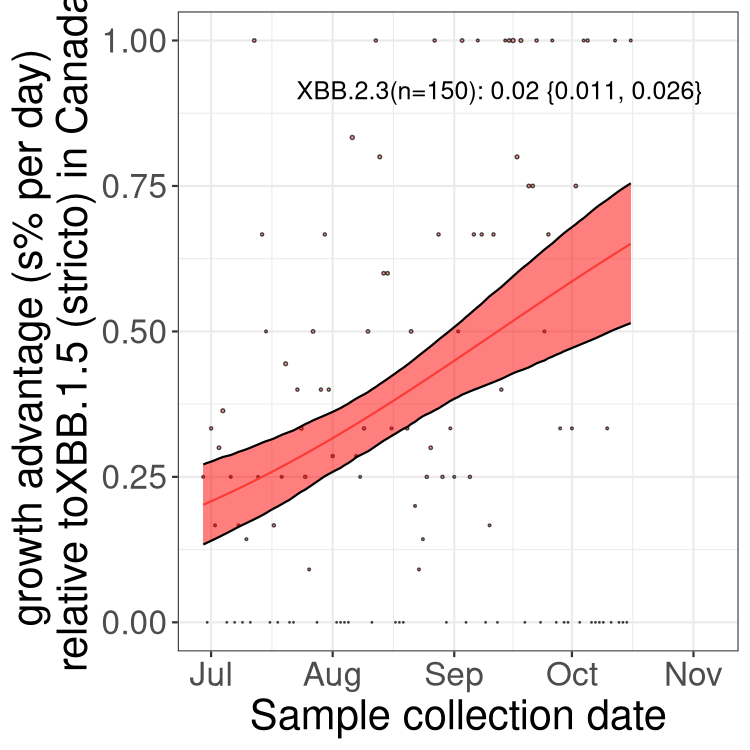 growth advantage (s% per day)
relative toXBB.1.5 (stricto) in Canada
1.00
0.75
0.50
0.25
0.00
XBB.2.3(n=150): 0.02 {0.011, 0.026}
Jul Aug Sep Oct Nov
Sample collection date